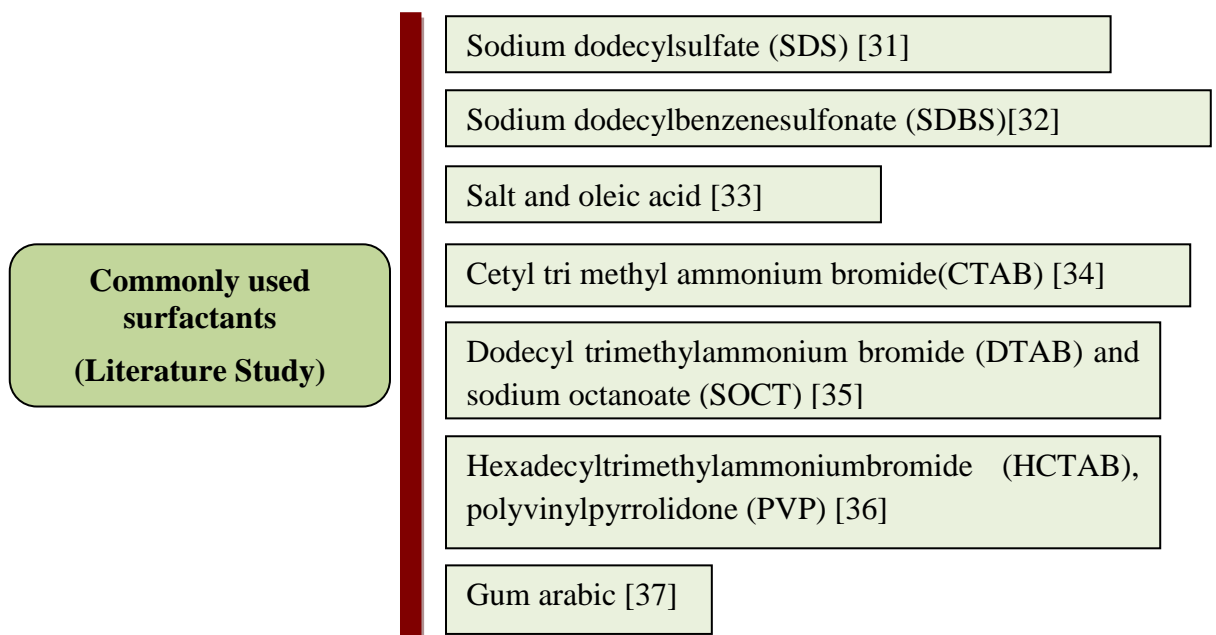 Commonly used
surfactants
(Literature Study)
Sodium dodecylsulfate (SDS) [31]
Sodium dodecylbenzenesulfonate (SDBS)[32]
Salt and oleic acid [33]
Cetyl tri methyl ammonium bromide(CTAB) [34]
Dodecyl trimethylammonium bromide (DTAB) and
sodium octanoate (SOCT) [35]
Hexadecyltrimethylammoniumbromide (HCTAB),
polyvinylpyrrolidone (PVP) [36]
Gum arabic [37]